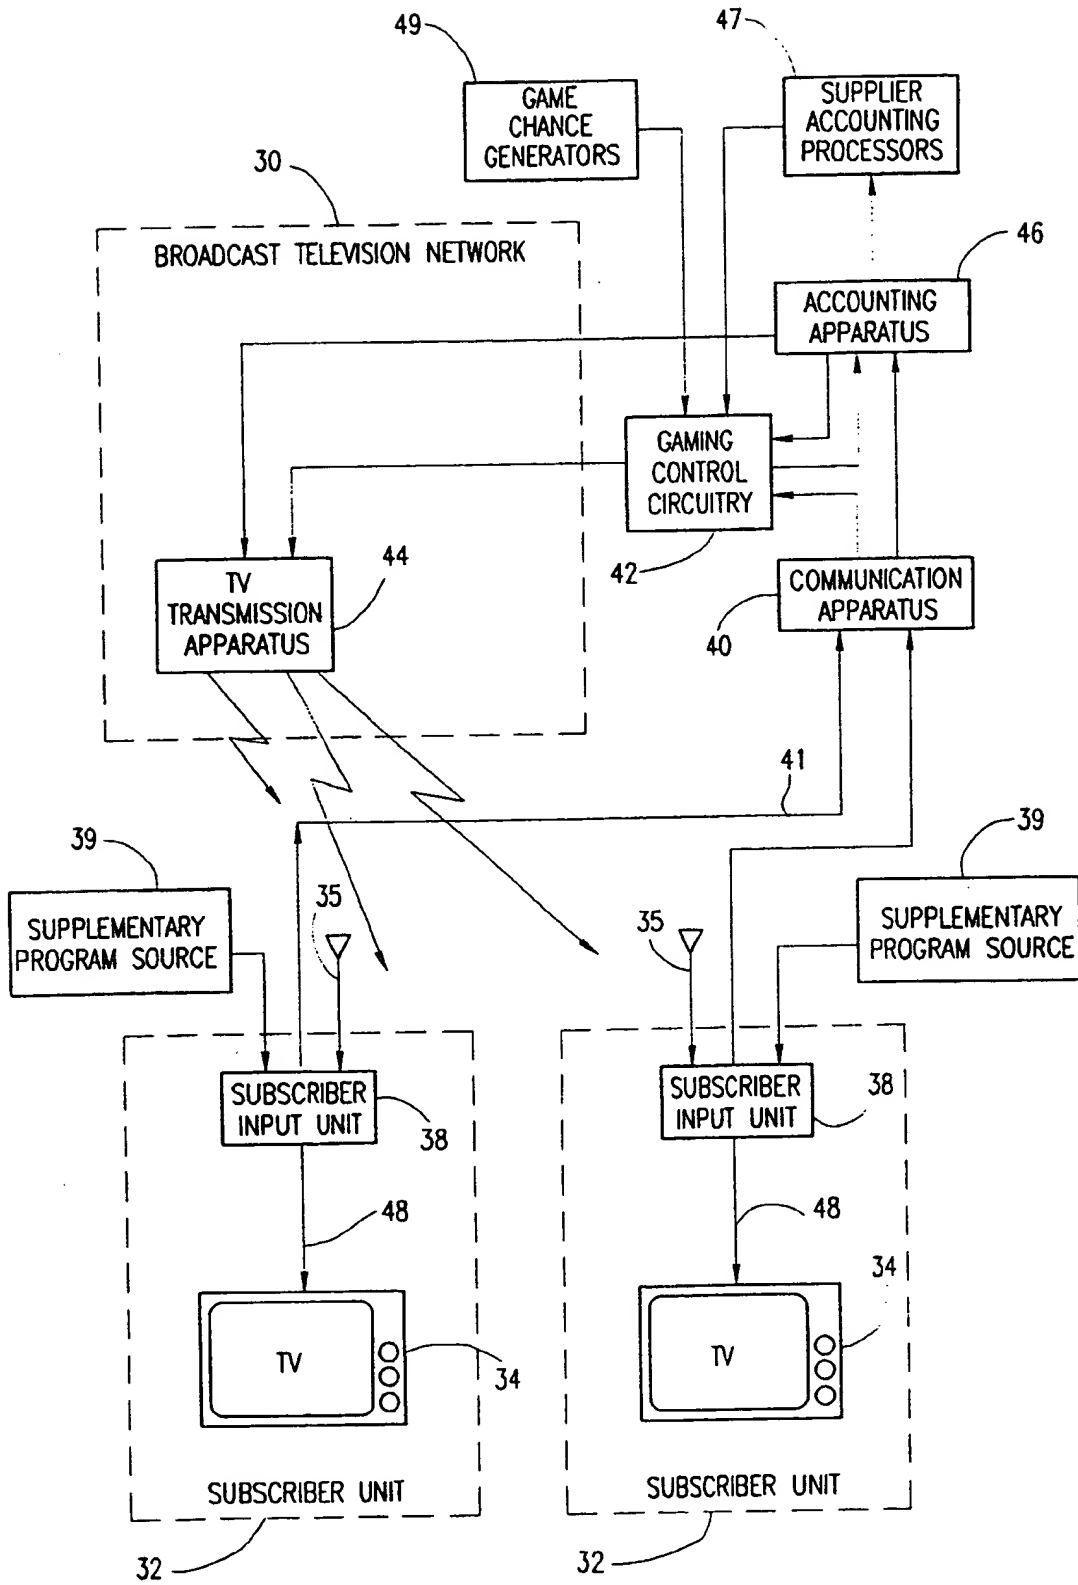 49
47
GAME
CHANCE
GENERATORS
SUPPLIER
ACCOUNTING
PROCESSORS
30
BROADCAST TELEVISION NETWORK
46
ACCOUNTING
APPARATUS
GAMING
CONTROL
CIRCUITRY
42
44
TV
TRANSMISSION
APPARATUS
COMMUNICATION
APPARATUS
40
41
39
SUPPLEMENTARY
PROGRAM SOURCE
35
35
39
SUPPLEMENTARY
PROGRAM SOURCE
SUBSCRIBER
INPUT UNIT
38
SUBSCRIBER
INPUT UNIT
38
48
48
TV
34
TV
34
SUBSCRIBER UNIT
SUBSCRIBER UNIT
32
32